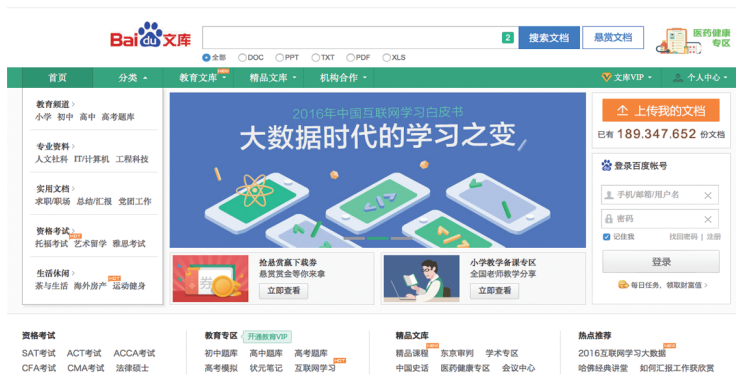 Bai du 文库
2 搜索文档 悬赏文档 医药健康
专区
全部 DOC PPT TXT PDF XLS
首页 分类 教育文库 NEW 精品文库 机构合作 文库VIP 个人中心
教育频道 >
小学 初中 高中 高考题库
专业资料 >
人文社科 IT/计算机 工程科技
实用文档 >
求职/职场 总结/汇报 党团工作
资格考试 >
托福考试 HOT 艺术留学 雅思考试
生活休闲 >
茶与生活 海外房产 HOT 运动健身
2016年中国互联网学习白皮书
大数据时代的学习之变
抢悬赏赢下载券
悬赏赏金等你来拿
立即查看
券
小学教学备课专区
全国老师教学分享
立即查看
上传我的文档
已有 189.347.652 份文档
登录百度帐号
手机/邮箱/用户名
密码
记住我 找回密码 | 注册
登录
每日任务，领取财富值 >
资格考试
SAT考试 ACT考试 ACCA考试
CFA考试 CMA考试 法律硕士
教育专区 开通教育VIP
初中题库 高中题库 高考题库
高考模拟 状元笔记 互联网学习 HOT
精品文库
精品课程 NEW 东京审判 学术专区
中国史话 医药健康专区 会议中心
热点推荐
2016互联网学习大数据 NEW
哈佛经典讲堂 如何汇报工作获欣赏